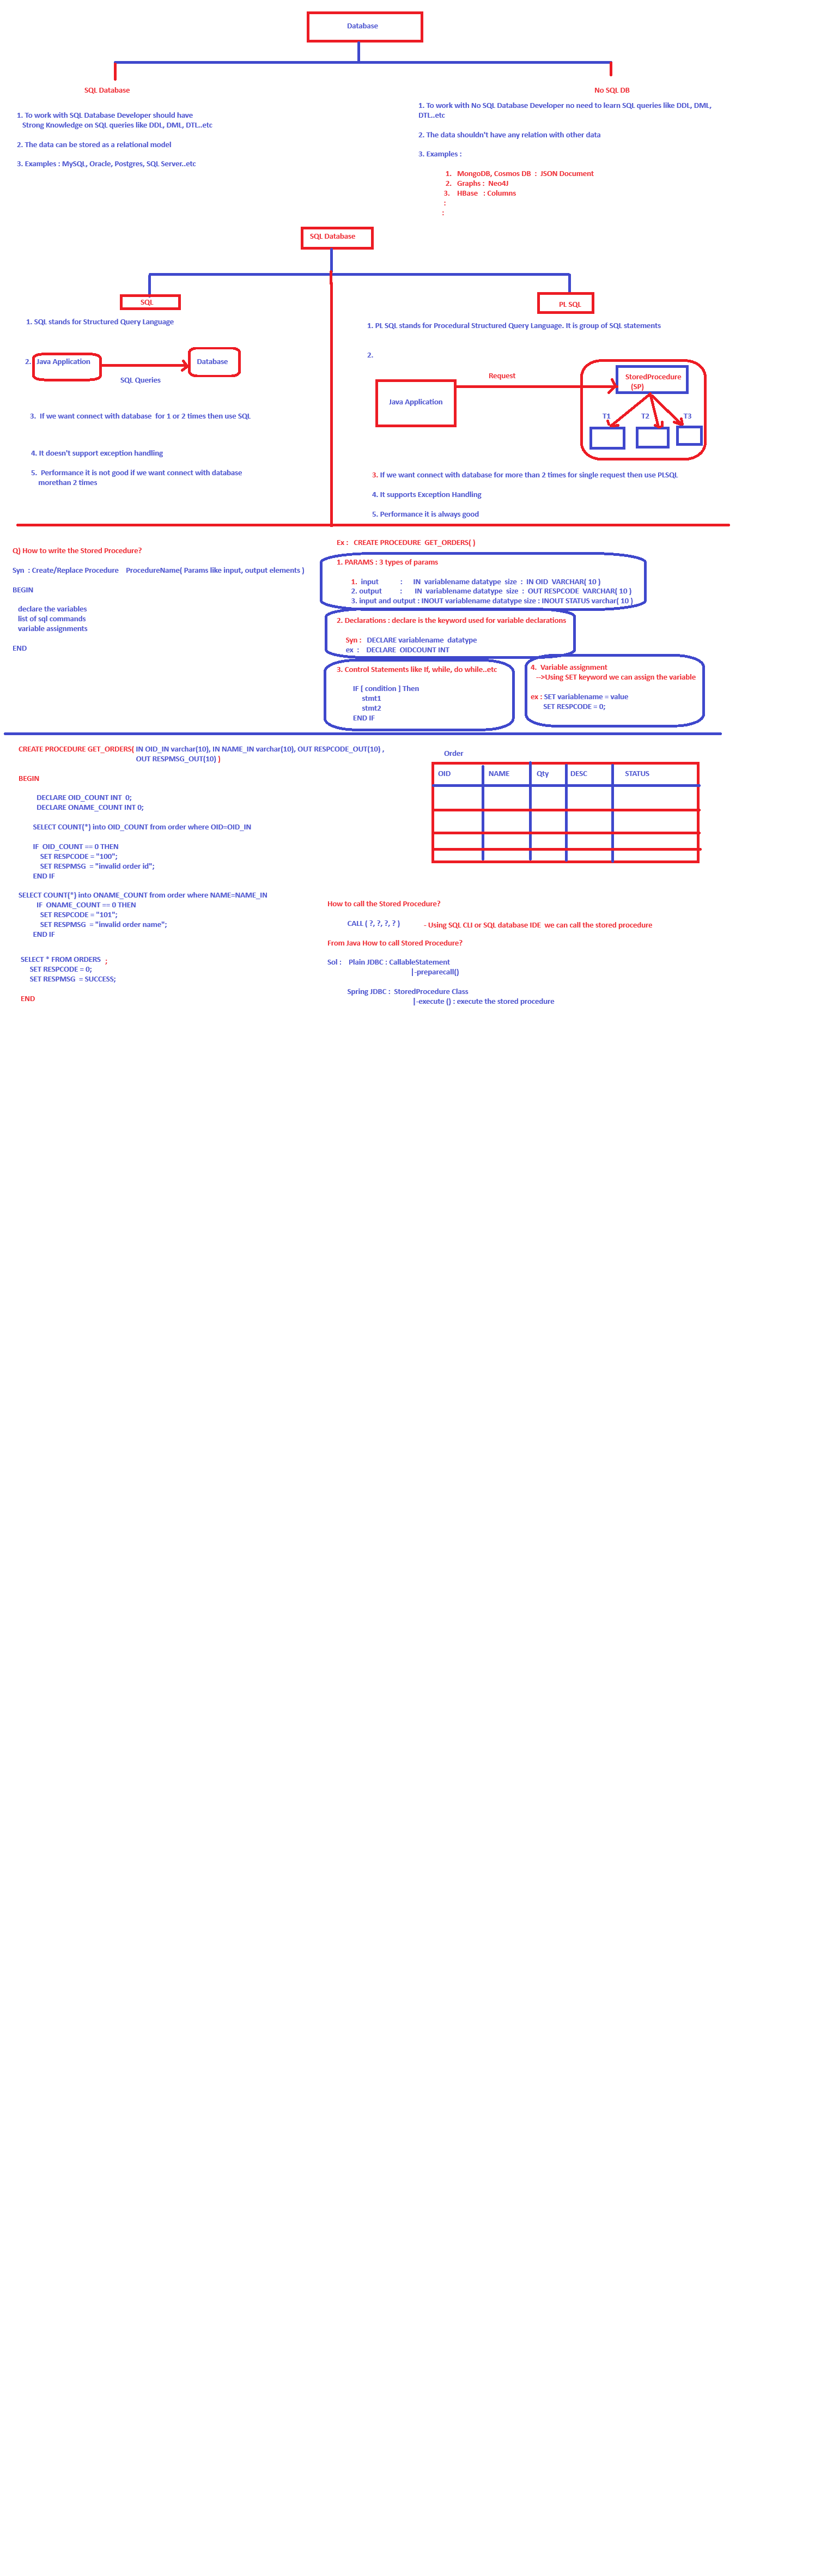 Database
SQL Database
1. To work with SQL Database Developer should have
Strong Knowledge on SQL queries like DDL, DML, DTL..etc
2. The data can be stored as a relational model
3. Examples : MySQL, Oracle, Postgres, SQL Server..etc
No SQL DB
1. To work with No SQL Database Developer no need to learn SQL queries like DDL, DML,
DTL..etc
2. The data shouldn't have any relation with other data
3. Examples :
1. MongoDB, Cosmos DB : JSON Document
2. Graphs : Neo4J
3. HBase : Columns
:
:
SQL Database
SQL
1. SQL stands for Structured Query Language
2. Java Application
Database
SQL Queries
3. If we want connect with database for 1 or 2 times then use SQL
4. It doesn't support exception handling
5. Performance it is not good if we want connect with database
morethan 2 times
PL SQL
1. PL SQL stands for Procedural Structured Query Language. It is group of SQL statements
2.
Java Application
Request
StoredProcedure
(SP)
T1 T2 T3
3. If we want connect with database for more than 2 times for single request then use PLSQL
4. It supports Exception Handling
5. Performance it is always good
Q) How to write the Stored Procedure?
Syn : Create/Replace Procedure ProcedureName( Params like input, output elements )
BEGIN
declare the variables
list of sql commands
variable assignments
END
Ex : CREATE PROCEDURE GET_ORDERS( )
1. PARAMS : 3 types of params
1. input : IN variablename datatype size : IN OID VARCHAR( 10 )
2. output : IN variablename datatype size : OUT RESPCODE VARCHAR( 10 )
3. input and output : INOUT variablename datatype size : INOUT STATUS varchar( 10 )
2. Declarations : declare is the keyword used for variable declarations
Syn : DECLARE variablename datatype
ex : DECLARE OIDCOUNT INT
3. Control Statements like If, while, do while..etc
IF [ condition ] Then
stmt1
stmt2
END IF
4. Variable assignment
-->Using SET keyword we can assign the variable
ex : SET variablename = value
SET RESPCODE = 0;
CREATE PROCEDURE GET_ORDERS( IN OID_IN varchar(10), IN NAME_IN varchar(10), OUT RESPCODE_OUT(10) ,
OUT RESPMSG_OUT(10) )
BEGIN
DECLARE OID_COUNT INT 0;
DECLARE ONAME_COUNT INT 0;
SELECT COUNT(*) into OID_COUNT from order where OID=OID_IN
IF OID_COUNT == 0 THEN
SET RESPCODE = "100";
SET RESPMSG = "invalid order id";
END IF
SELECT COUNT(*) into ONAME_COUNT from order where NAME=NAME_IN
IF ONAME_COUNT == 0 THEN
SET RESPCODE = "101";
SET RESPMSG = "invalid order name";
END IF
SELECT * FROM ORDERS ;
SET RESPCODE = 0;
SET RESPMSG = SUCCESS;
END
Order
OID NAME Qty DESC STATUS
How to call the Stored Procedure?
CALL ( ?, ?, ?, ? ) - Using SQL CLI or SQL database IDE we can call the stored procedure
From Java How to call Stored Procedure?
Sol : Plain JDBC : CallableStatement
|-preparecall()
Spring JDBC : StoredProcedure Class
|-execute () : execute the stored procedure